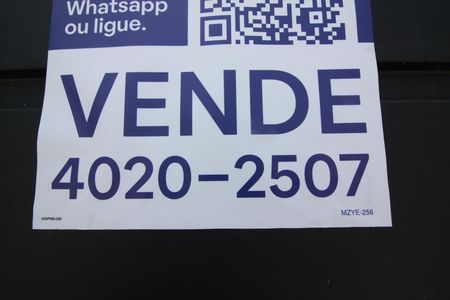 Whatsapp
ou ligue.
VENDE
4020-2507
MZYE-256